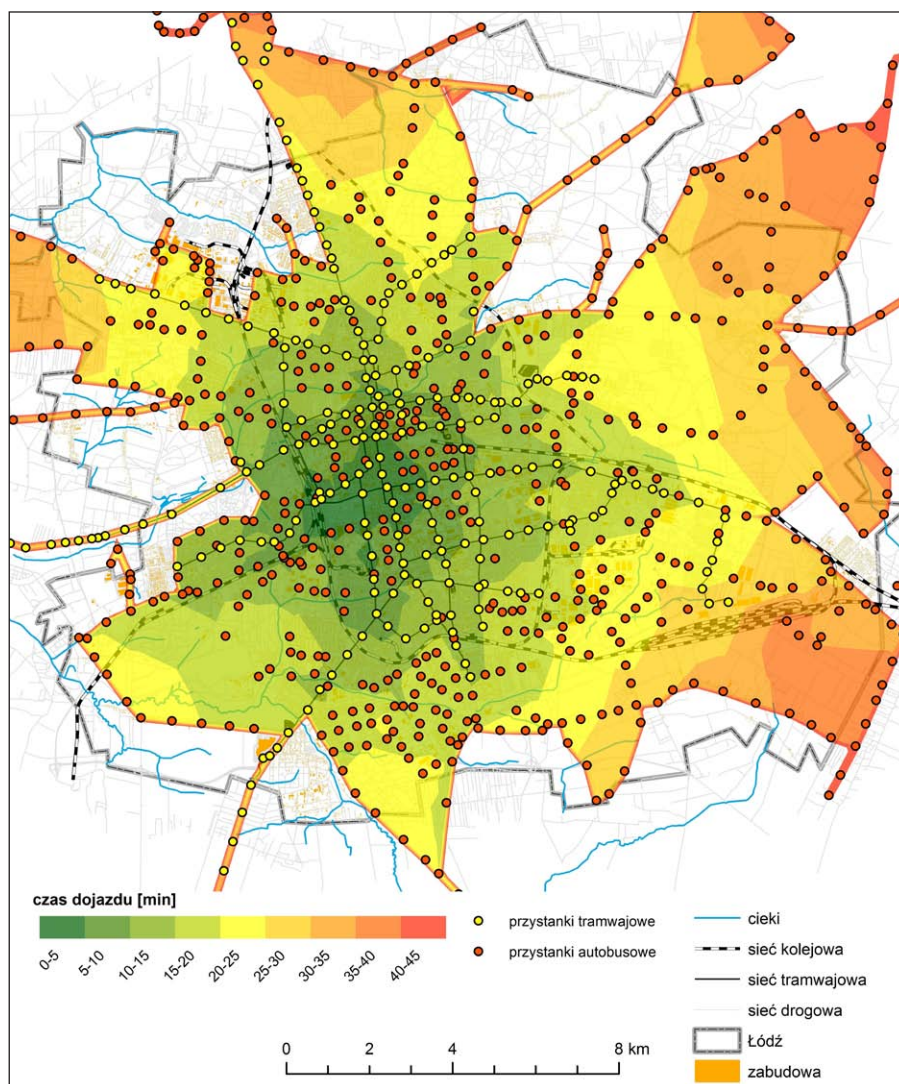 czas dojazdu [min]
0-5
5-10
10-15
15-20
20-25
25-30
30-35
35-40
40-45
przystanki tramwajowe
przystanki autobusowe
cieki
sieć kolejowa
sieć tramwajowa
sieć drogowa
Łódź
zabudowa
0 2 4 8 km